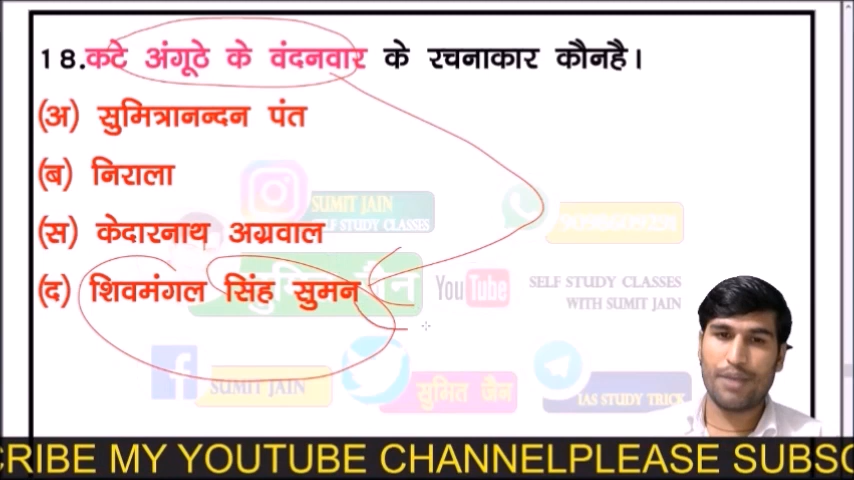 18.कटे अंगूठे के वंदनवार के रचनाकार कौनहै।
(अ) सुमित्रानन्दन पंत
(ब) निराला
SUMIT JAIN
SELF STUDY CLASSES
(स) केदारनाथ अग्रवाल
(द) शिवमंगल सिंह सुमन
सुमित जैन
YouTube
SELF STUDY CLASSES
WITH SUMIT JAIN
SUMIT JAIN
सुमित जैन
IAS STUDY TRICK
CRIBE MY YOUTUBE CHANNELPLEASE SUBSC